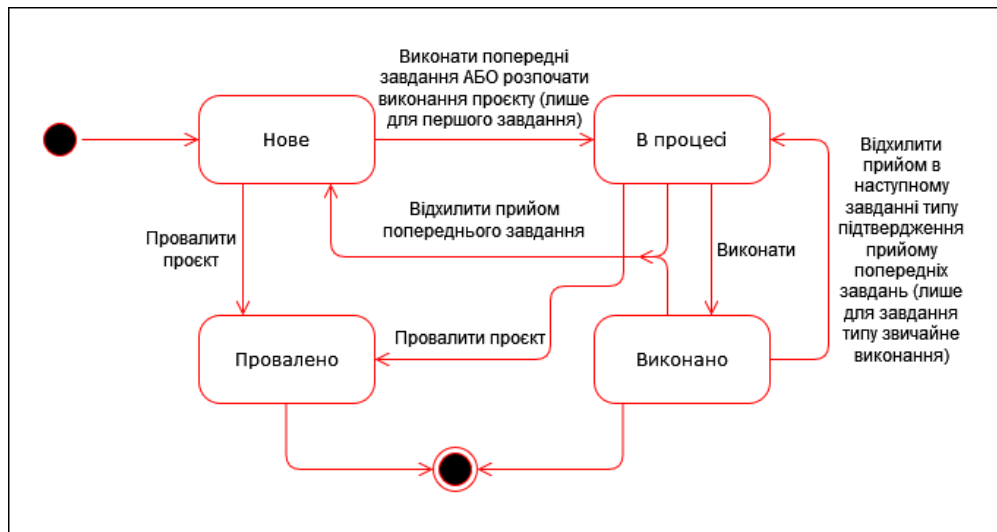 Виконати попередні
завдання АБО розпочати
виконання проєкту (лише
для першого завдання)
Нове
В процесі
Відхилити
прийом в
наступному
завданні типу
підтвердження
прийому
попередніх
завдань (лише
для завдання
типу звичайне
виконання)
Відхилити прийом
попереднього завдання
Провалити
проєкт
Виконати
Провалити проєкт
Провалено
Виконано